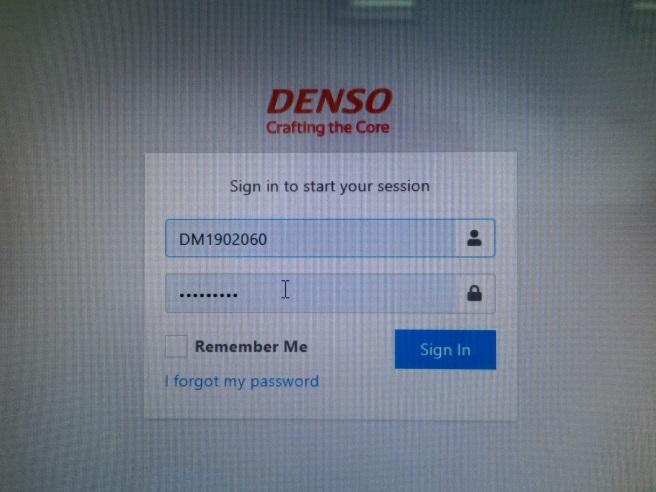 DENSO
Crafting the Core
Sign in to start your session
DM1902060
•••••••••
Remember Me
Sign In
I forgot my password